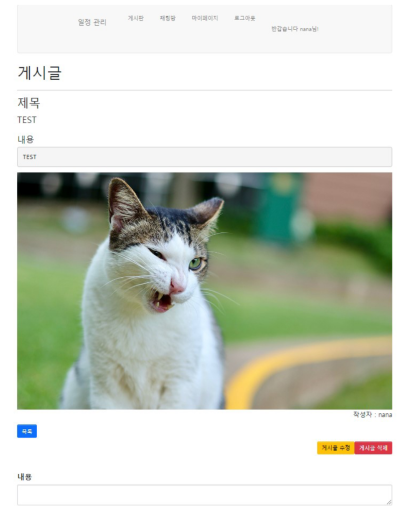 일정 관리 게시판 채팅방 마이페이지 로그아웃
반갑습니다 nana님!
게시글
제목
TEST
내용
TEST
작성자 : nana
목록
게시글 수정 게시글 삭제
내용